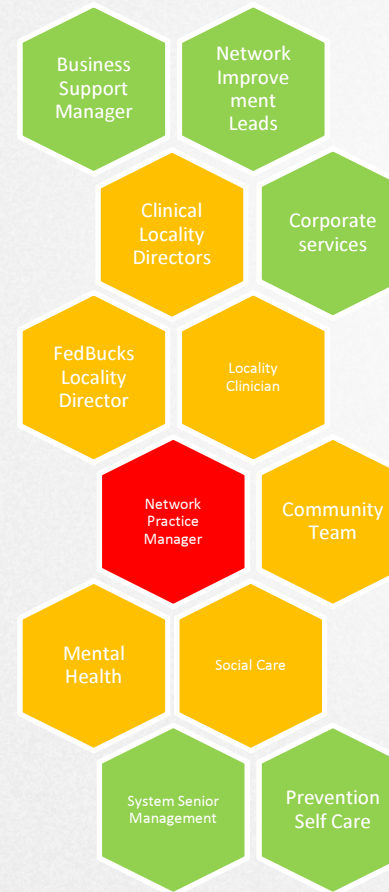 Business
Support
Manager
Network
Improve
ment
Leads
Clinical
Locality
Directors
Corporate
services
FedBucks
Locality
Director
Locality
Clinician
Network
Practice
Manager
Community
Team
Mental
Health
Social Care
System Senior
Management
Prevention
Self Care